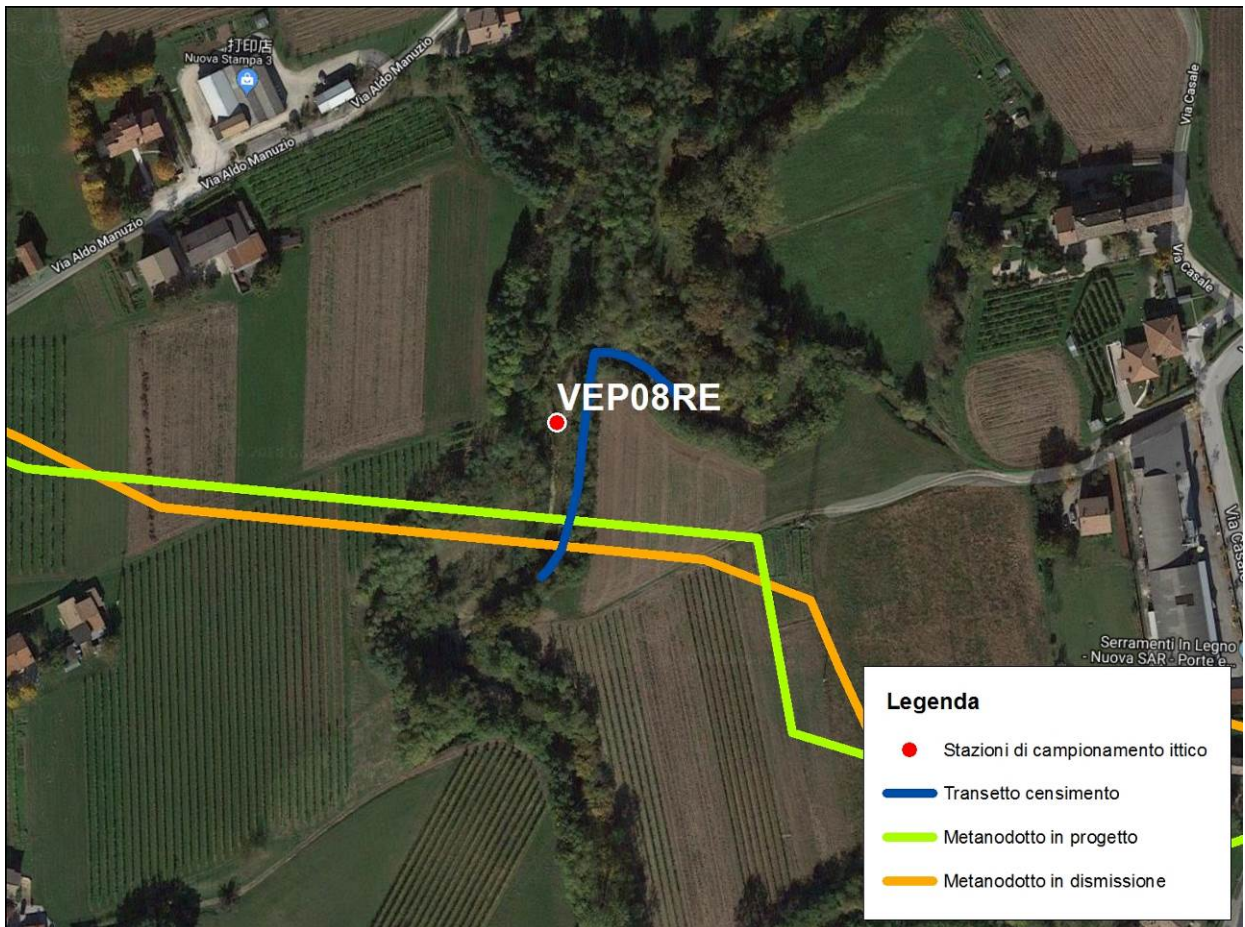 打印店
Nuova Stampa 3
Via Aldo Manuzio
Via Aldo Manuzio
Via Aldo Manuzio
Via Casale
Via Casale
VEP08RE
Via Casale
Serramenti In Legno
- Nuova SAR - Porte e...
Legenda
Stazioni di campionamento ittico
Transetto censimento
Metanodotto in progetto
Metanodotto in dismissione